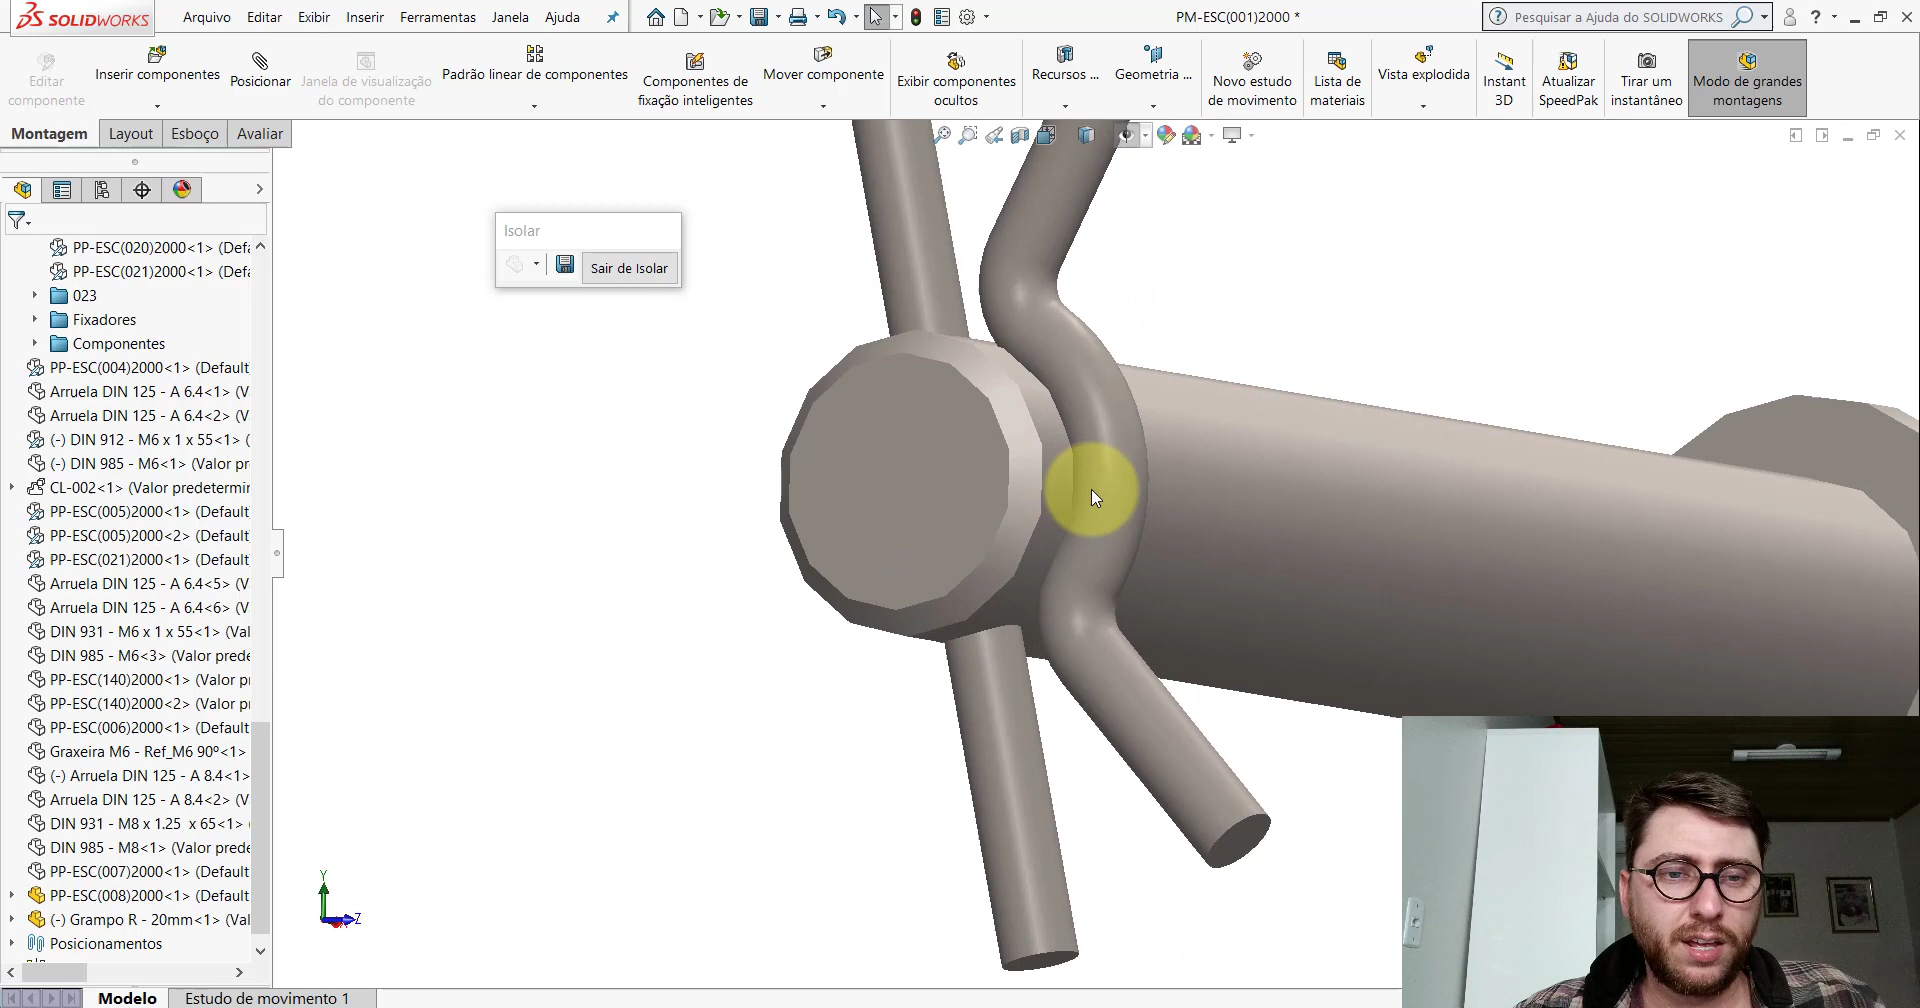 SOLIDWORKS
Arquivo Editar Exibir Inserir Ferramentas Janela Ajuda
PM-ESC(001)2000 *
Pesquisar a Ajuda do SOLIDWORKS
Editar componente
Inserir componentes
Posicionar
Janela de visualização do componente
Padrão linear de componentes
Componentes de fixação inteligentes
Mover componente
Exibir componentes ocultos
Recursos ...
Geometria ...
Novo estudo de movimento
Lista de materiais
Vista explodida
Instant 3D
Atualizar SpeedPak
Tirar um instantâneo
Modo de grandes montagens
Montagem Layout Esboço Avaliar
Isolar
Sair de Isolar
PP-ESC(020)2000<1> (Defa
PP-ESC(021)2000<1> (Defa
023
Fixadores
Componentes
PP-ESC(004)2000<1> (Default
Arruela DIN 125 - A 6.4<1> (V
Arruela DIN 125 - A 6.4<2> (V
(-) DIN 912 - M6 x 1 x 55<1> (
(-) DIN 985 - M6<1> (Valor pr
CL-002<1> (Valor predetermir
PP-ESC(005)2000<1> (Default
PP-ESC(005)2000<2> (Default
PP-ESC(021)2000<1> (Default
Arruela DIN 125 - A 6.4<5> (V
Arruela DIN 125 - A 6.4<6> (V
DIN 931 - M6 x 1 x 55<1> (Val
DIN 985 - M6<3> (Valor prede
PP-ESC(140)2000<1> (Valor pr
PP-ESC(140)2000<2> (Valor pr
PP-ESC(006)2000<1> (Default
Graxeira M6 - Ref_M6 90º<1>
(-) Arruela DIN 125 - A 8.4<1>
Arruela DIN 125 - A 8.4<2> (V
DIN 931 - M8 x 1.25 x 65<1> (
DIN 985 - M8<1> (Valor prede
PP-ESC(007)2000<1> (Default
PP-ESC(008)2000<1> (Default
(-) Grampo R - 20mm<1> (Val
Posicionamentos
Y
Z
Modelo Estudo de movimento 1